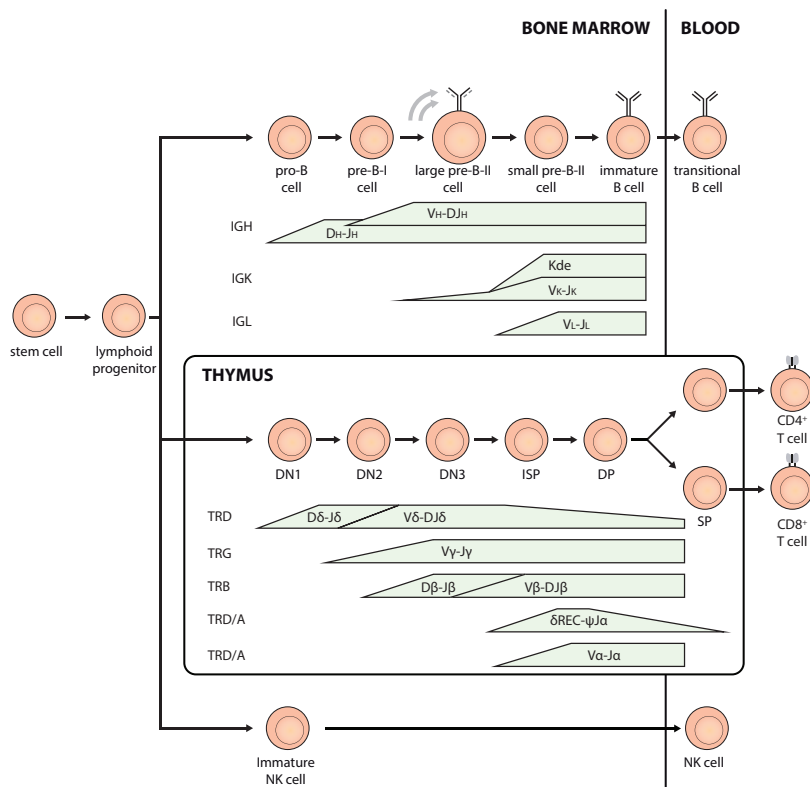 BONE MARROW
BLOOD
pro-B
cell
pre-B-I
cell
large pre-B-II
cell
small pre-B-II
cell
immature
B cell
transitional
B cell
IGH
VH-DJH
DH-JH
IGK
Kde
VK-JK
IGL
VL-JL
stem cell
lymphoid
progenitor
THYMUS
DN1
DN2
DN3
ISP
DP
SP
CD4+
T cell
CD8+
T cell
TRD
Dδ-Jδ
Vδ-DJδ
TRG
Vγ-Jγ
TRB
Dβ-Jβ
Vβ-DJβ
TRD/A
δREC-ψJα
TRD/A
Vα-Jα
Immature
NK cell
NK cell